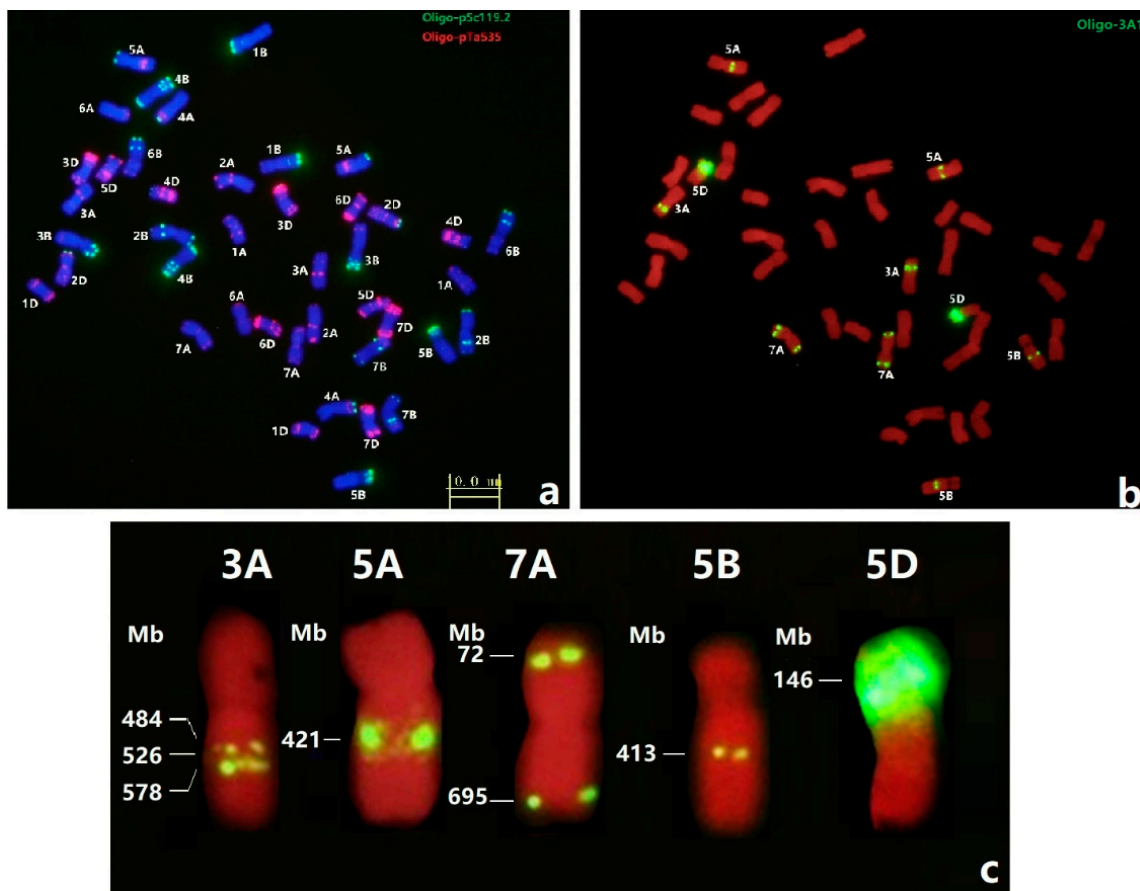 Oligo-pSc119.2
Oligo-pTa535
5A
1B
4B
6A
4A
6B
3D
5D
2A
1B
5A
4D
3A
3D
6D
2D
4D
6B
3B
2B
1A
2D
4B
3B
3A
1A
1D
6A
5D
7D
6D
2A
7A
7A
7B
5B
2B
4A
7B
1D
7D
5B
0.0 mm
a
Oligo-3A1
5A
5A
5D
3A
3A
5D
7A
7A
5B
5B
b
3A
5A
7A
5B
5D
Mb
Mb
Mb
Mb
Mb
484
526
578
421
72
695
413
146
c